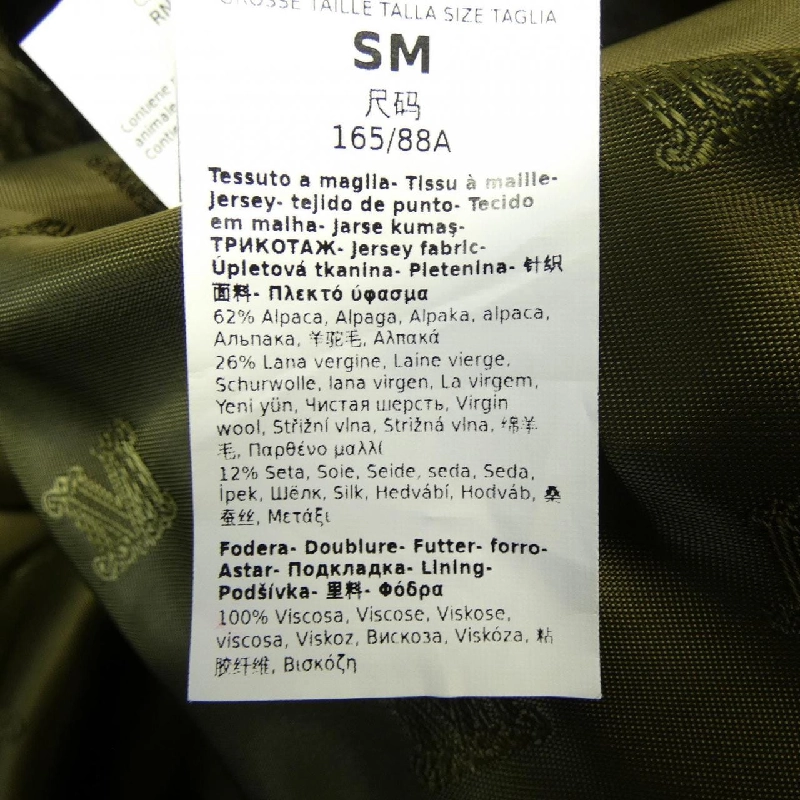 GROSSE TAILLE TALLA SIZE TAGLIA
SM
尺码
165/88A
Tessuto a maglia- Tissu à maille-
Jersey- tejido de punto- Tecido
em malha- Jarse kumaş-
ТРИКОТАЖ- Jersey fabric-
Úpletová tkanina- Pletenina- 针织
面料- Πλεκτό ύφασμα
62% Alpaca, Alpaga, Alpaka, alpaca,
Альпака, 羊驼毛, Αλπακά
26% Lana vergine, Laine vierge,
Schurwolle, lana virgen, La virgem,
Yeni yün, Чистая шерсть, Virgin
wool, Střižní vlna, Strižná vlna, 绵羊
毛, Παρθένο μαλλί
12% Seta, Soie, Seide, seda, Seda,
İpek, Шёлк, Silk, Hedvábí, Hodváb, 桑
蚕丝, Μετάξι
Fodera- Doublure- Futter- forro-
Astar- Подкладка- Lining-
Podšívka- 里料- Φόδρα
100% Viscosa, Viscose, Viskose,
viscosa, Viskoz, Вискоза, Viskóza, 粘
胶纤维, Βισκόζη
RN
Contiene
animale
Contie